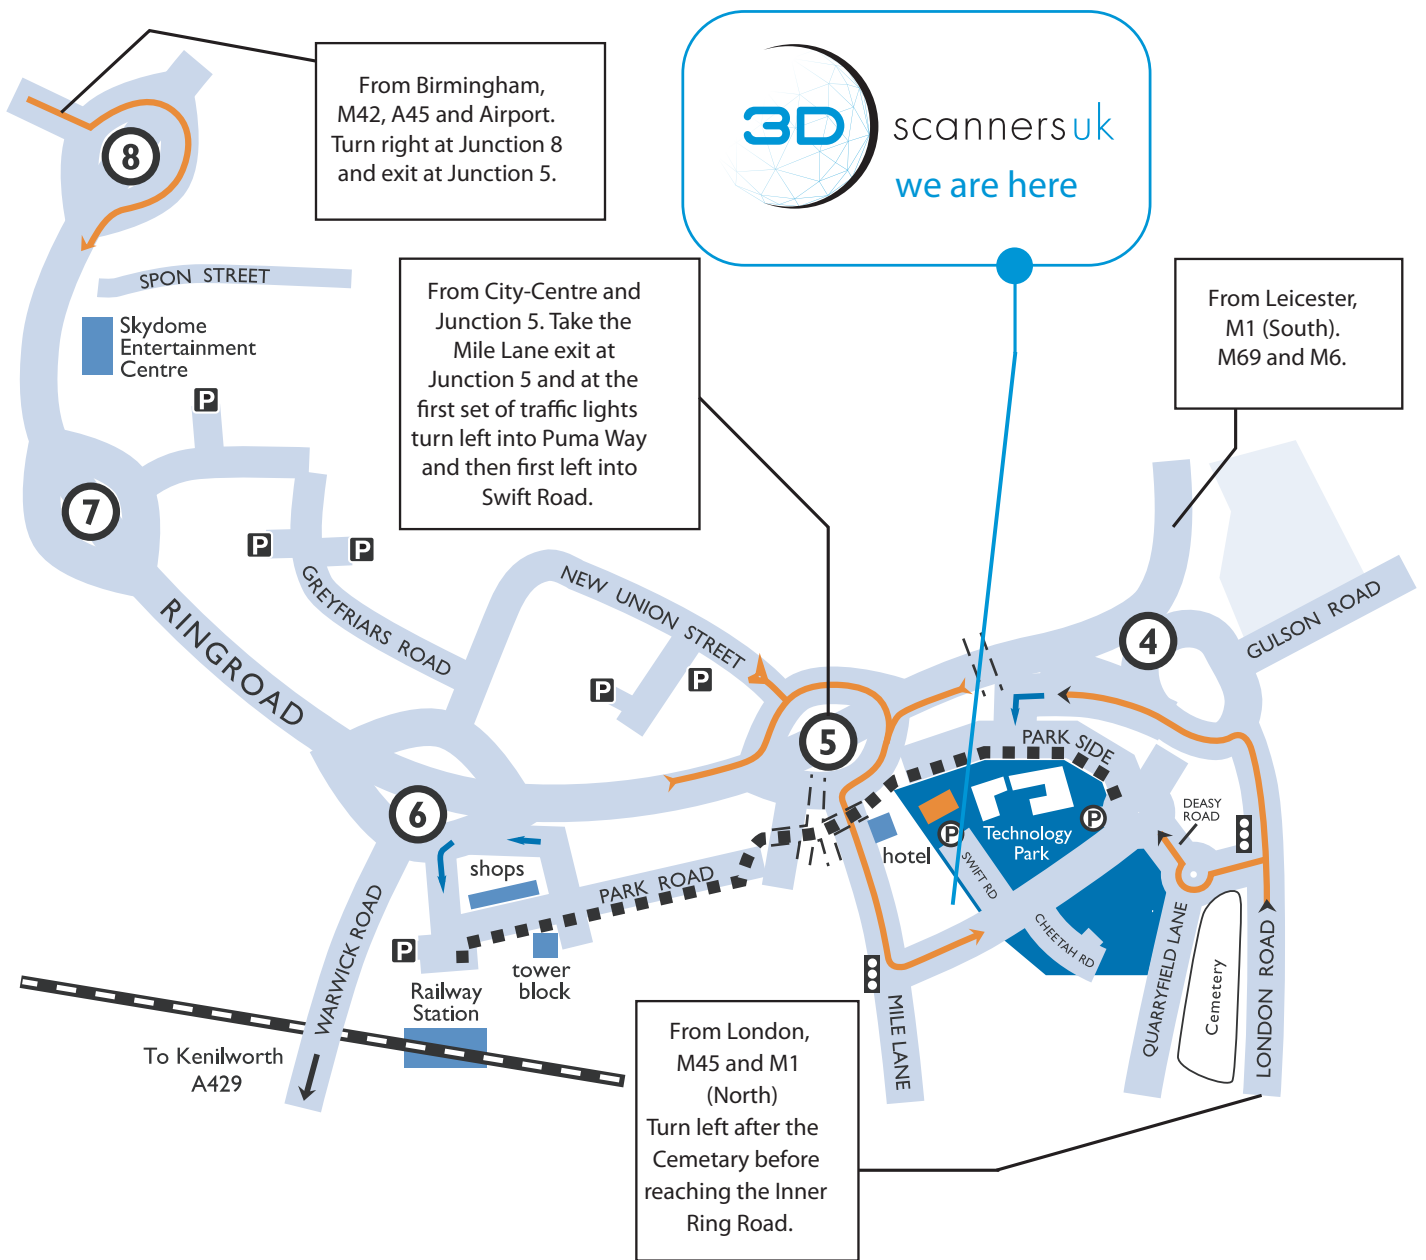 From Birmingham,
M42, A45 and Airport.
Turn right at Junction 8
and exit at Junction 5.
3D scannersuk
we are here
8
SPON STREET
Skydome
Entertainment
Centre
From City-Centre and
Junction 5. Take the
Mile Lane exit at
Junction 5 and at the
first set of traffic lights
turn left into Puma Way
and then first left into
Swift Road.
From Leicester,
M1 (South).
M69 and M6.
P
7
P
P
GREYFRIARS ROAD
RINGROAD
NEW UNION STREET
P
P
4
GULSON ROAD
5
PARK SIDE
6
DEASY
ROAD
shops
hotel
P
Technology
Park
P
SWIFT RD
PARK ROAD
CHEETAH RD
WARWICK ROAD
P
tower
block
Railway
Station
MILE LANE
QUARRYFIELD LANE
Cemetery
LONDON ROAD
To Kenilworth
A429
From London,
M45 and M1
(North)
Turn left after the
Cemetary before
reaching the Inner
Ring Road.